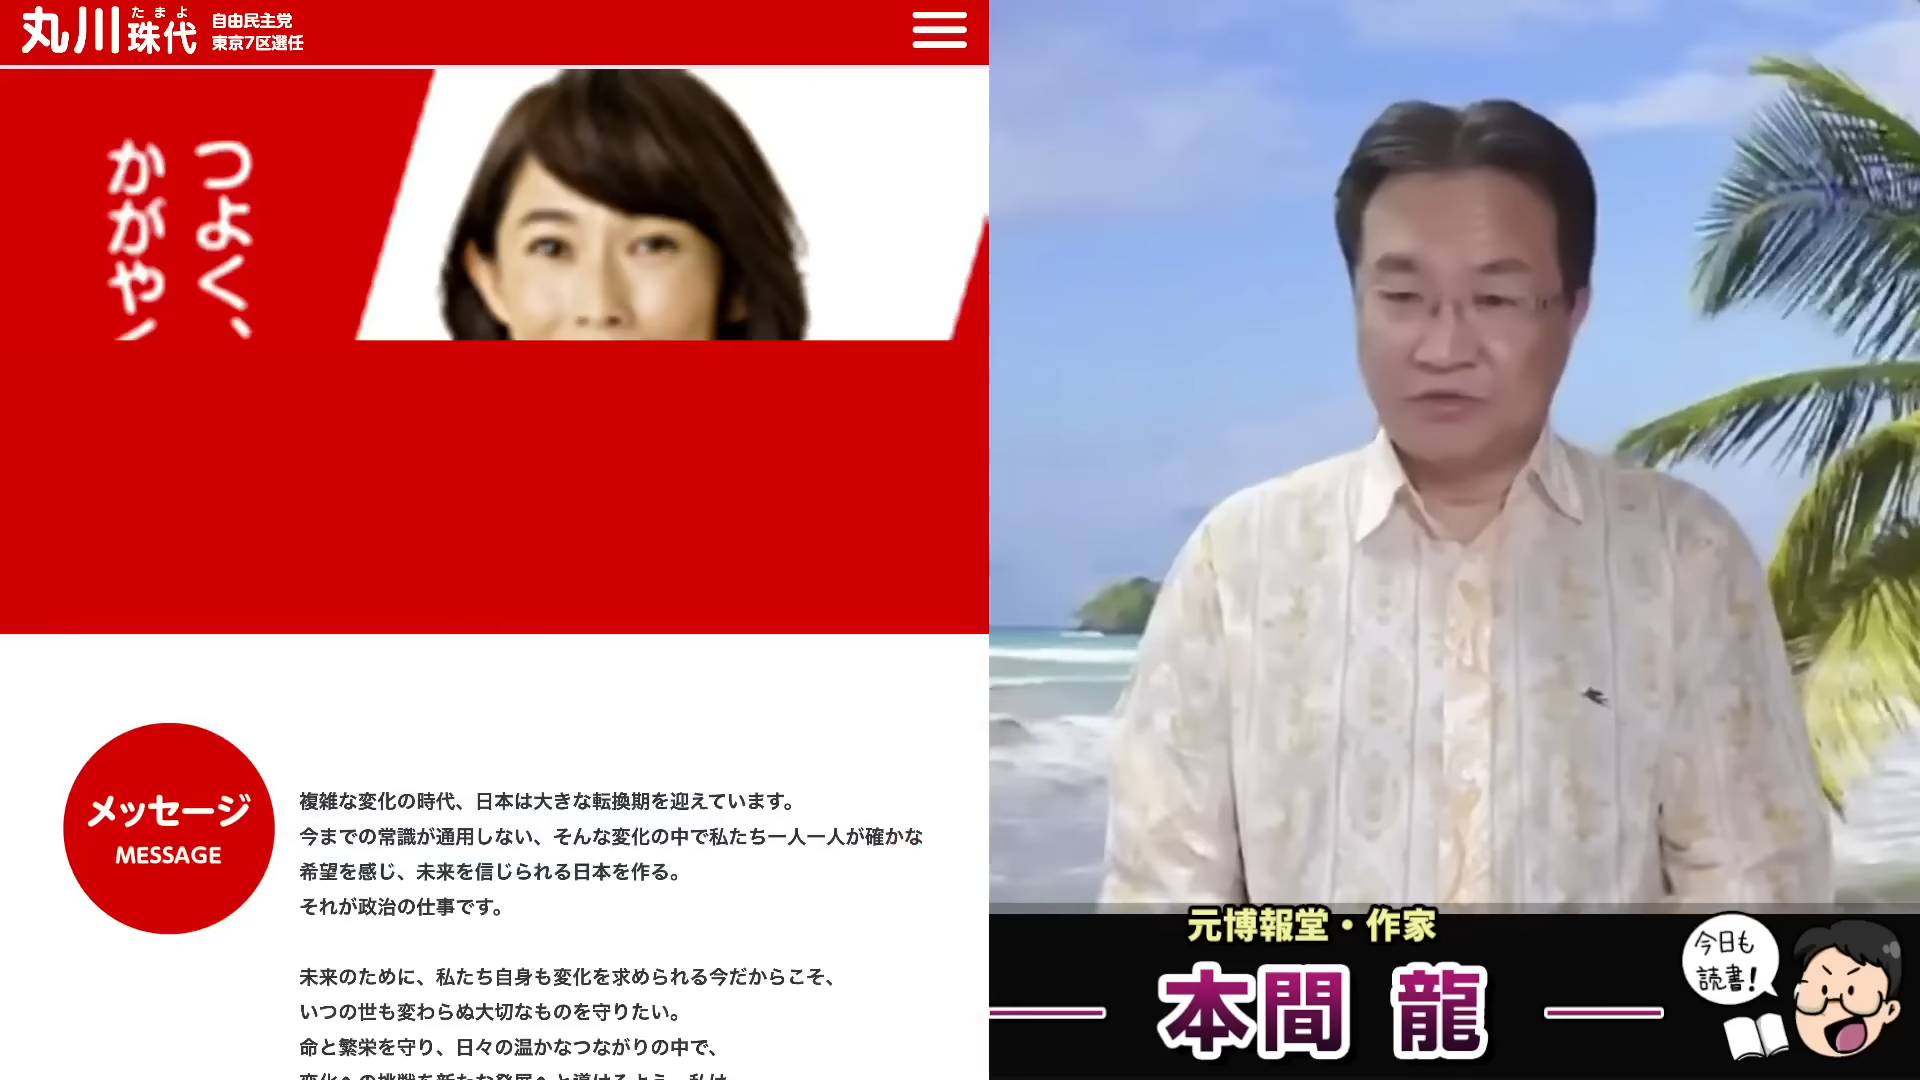 丸川珠代
たまよ
自由民主党
東京7区選任
つよく、
かがや
メッセージ
MESSAGE
複雑な変化の時代、日本は大きな転換期を迎えています。
今までの常識が通用しない、そんな変化の中で私たち一人一人が確かな
希望を感じ、未来を信じられる日本を作る。
それが政治の仕事です。
未来のために、私たち自身も変化を求められる今だからこそ、
いつの世も変わらぬ大切なものを守りたい。
命と繁栄を守り、日々の温かなつながりの中で、
元博報堂・作家
本間 龍
今日も
読書!